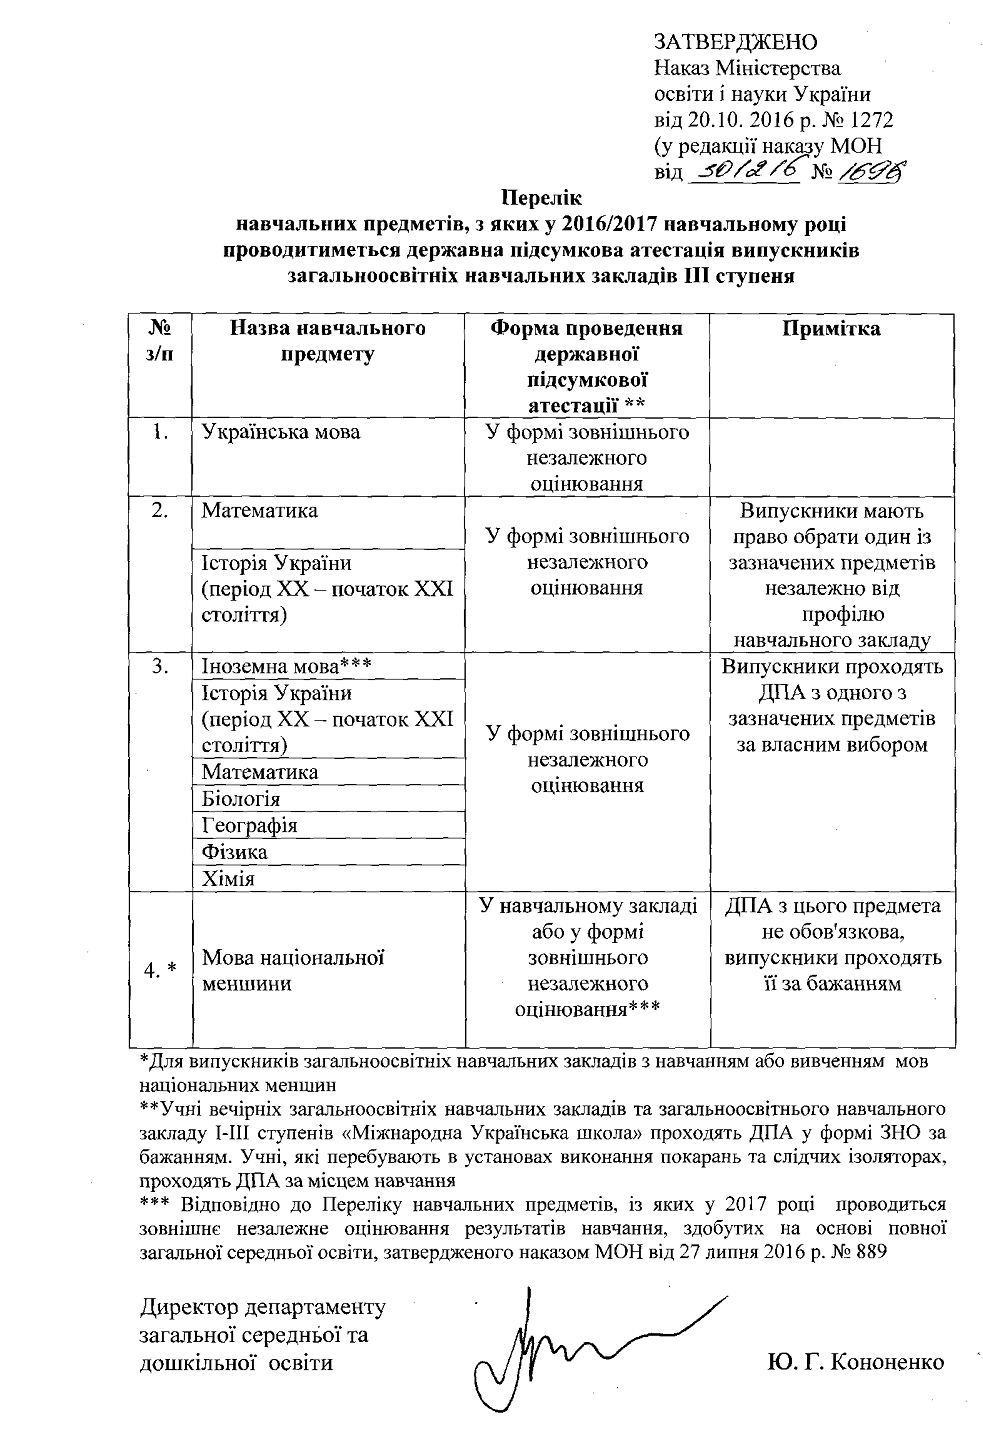 ЗАТВЕРДЖЕНО
Наказ Міністерства
освіти і науки України
від 20.10. 2016 р. № 1272
(у редакції наказу МОН
від №
Перелік
навчальних предметів, з яких у 2016/2017 навчальному році
проводитиметься державна підсумкова атестація випускників
загальноосвітніх навчальних закладів ІІІ ступеня
№
з/п
Назва навчального
предмету
Форма проведення
державної
підсумкової
атестації **
Примітка
1.
Українська мова
У формі зовнішнього
незалежного
оцінювання
2.
Математика
Історія України
(період ХХ – початок ХХІ
століття)
У формі зовнішнього
незалежного
оцінювання
Випускники мають
право обрати один із
зазначених предметів
незалежно від
профілю
навчального закладу
3.
Іноземна мова***
Історія України
(період ХХ – початок ХХІ
століття)
Математика
Біологія
Географія
Фізика
Хімія
У формі зовнішнього
незалежного
оцінювання
Випускники проходять
ДПА з одного з
зазначених предметів
за власним вибором
4. *
Мова національної
меншини
У навчальному закладі
або у формі
зовнішнього
незалежного
оцінювання***
ДПА з цього предмета
не обов'язкова,
випускники проходять
її за бажанням
*Для випускників загальноосвітніх навчальних закладів з навчанням або вивченням мов
національних меншин
**Учні вечірніх загальноосвітніх навчальних закладів та загальноосвітнього навчального
закладу І-ІІІ ступенів «Міжнародна Українська школа» проходять ДПА у формі ЗНО за
бажанням. Учні, які перебувають в установах виконання покарань та слідчих ізоляторах,
проходять ДПА за місцем навчання
*** Відповідно до Переліку навчальних предметів, із яких у 2017 році проводиться
зовнішнє незалежне оцінювання результатів навчання, здобутих на основі повної
загальної середньої освіти, затвердженого наказом МОН від 27 липня 2016 р. № 889
Директор департаменту
загальної середньої та
дошкільної освіти
Ю. Г. Кононенко